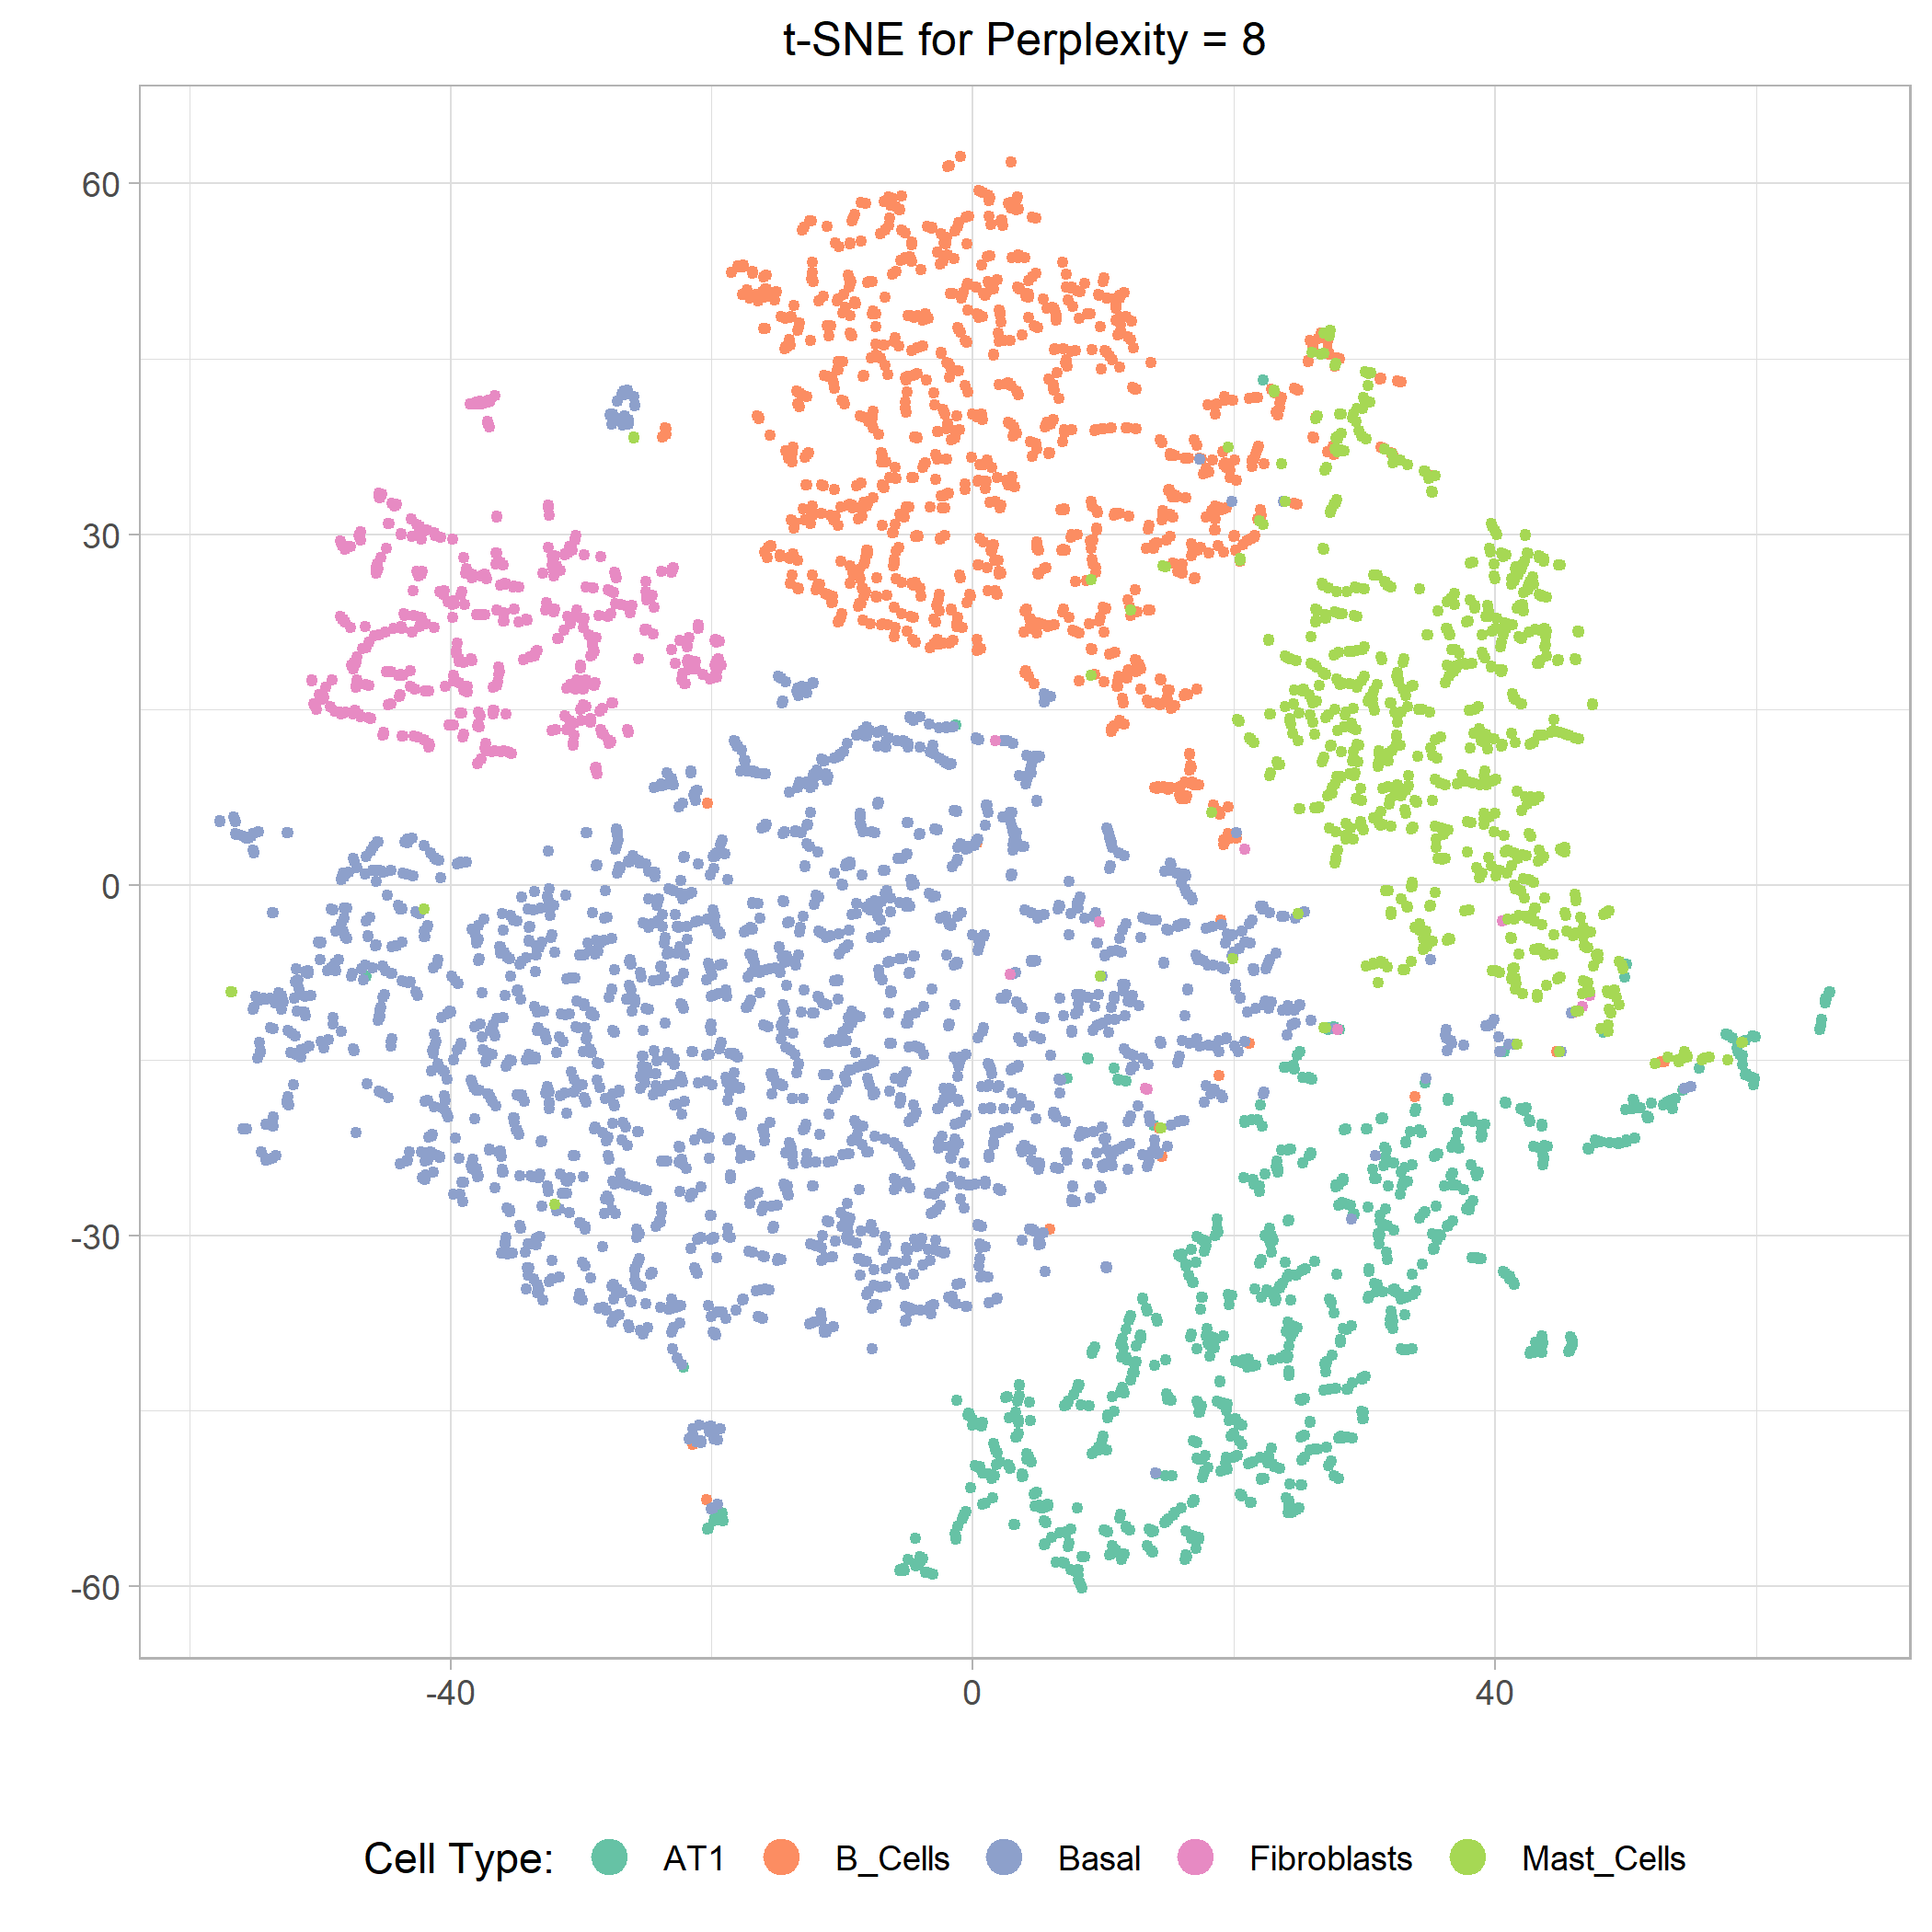 t-SNE for Perplexity = 8
60
30
0
-30
-60
-40 0 40
Cell Type: AT1 B_Cells Basal Fibroblasts Mast_Cells